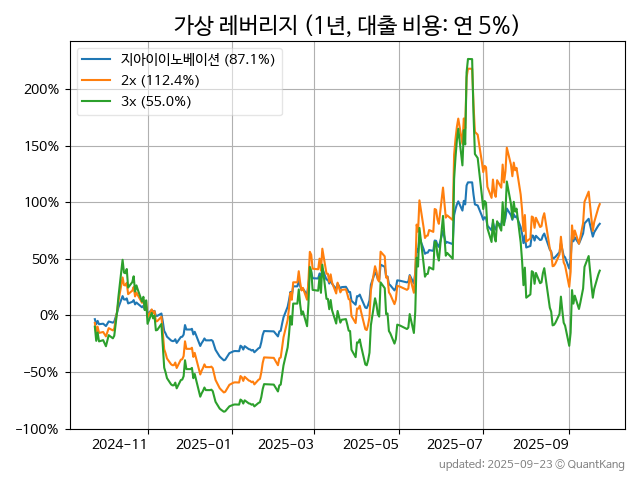 가상 레버리지 (1년, 대출 비용: 연 5%)
지아이이노베이션 (87.1%)
2x (112.4%)
3x (55.0%)
200%
150%
100%
50%
0%
−50%
−100%
2024-11 2025-01 2025-03 2025-05 2025-07 2025-09
updated: 2025-09-23 © QuantKang